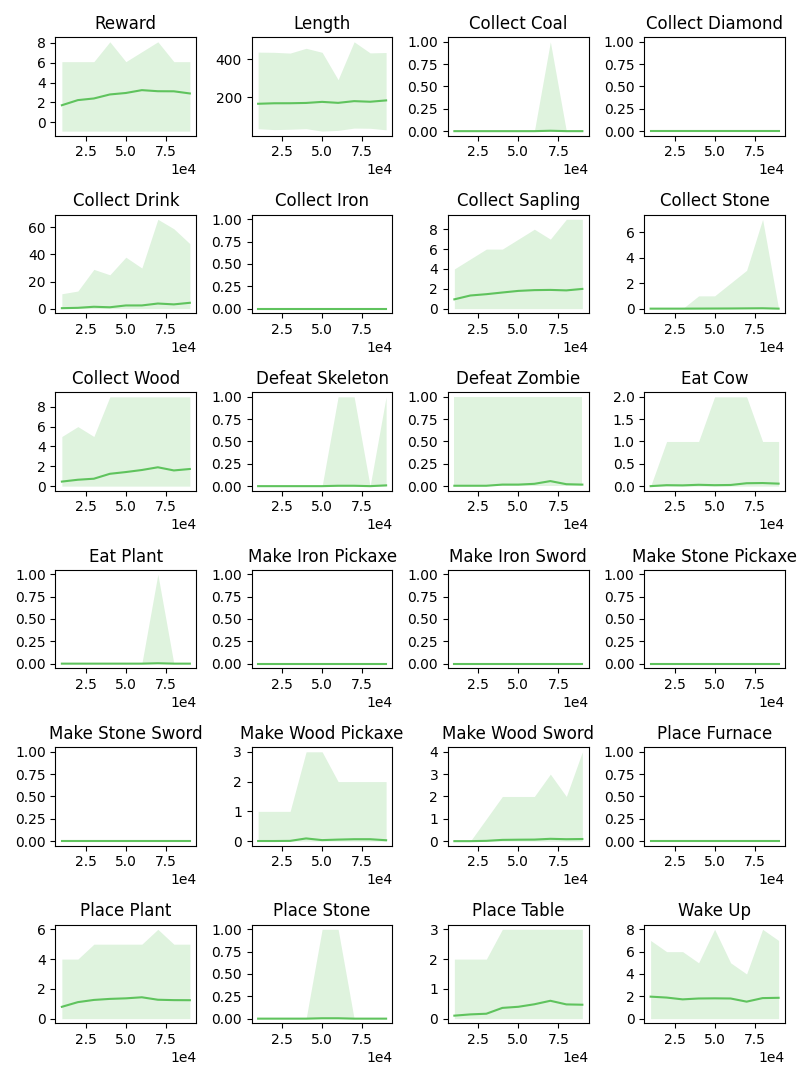 Reward Length Collect Coal Collect Diamond
8 6 4 2 0 400 200 1.00 0.75 0.50 0.25 0.00 1.00 0.75 0.50 0.25 0.00
2.5 5.0 7.5 2.5 5.0 7.5 2.5 5.0 7.5 2.5 5.0 7.5
1e4 1e4 1e4 1e4
Collect Drink Collect Iron Collect Sapling Collect Stone
60 40 20 0 1.00 0.75 0.50 0.25 0.00 8 6 4 2 0 6 4 2 0
2.5 5.0 7.5 2.5 5.0 7.5 2.5 5.0 7.5 2.5 5.0 7.5
1e4 1e4 1e4 1e4
Collect Wood Defeat Skeleton Defeat Zombie Eat Cow
8 6 4 2 0 1.00 0.75 0.50 0.25 0.00 1.00 0.75 0.50 0.25 0.00 2.0 1.5 1.0 0.5 0.0
2.5 5.0 7.5 2.5 5.0 7.5 2.5 5.0 7.5 2.5 5.0 7.5
1e4 1e4 1e4 1e4
Eat Plant Make Iron Pickaxe Make Iron Sword Make Stone Pickaxe
1.00 0.75 0.50 0.25 0.00 1.00 0.75 0.50 0.25 0.00 1.00 0.75 0.50 0.25 0.00 1.00 0.75 0.50 0.25 0.00
2.5 5.0 7.5 2.5 5.0 7.5 2.5 5.0 7.5 2.5 5.0 7.5
1e4 1e4 1e4 1e4
Make Stone Sword Make Wood Pickaxe Make Wood Sword Place Furnace
1.00 0.75 0.50 0.25 0.00 3 2 1 0 4 3 2 1 0 1.00 0.75 0.50 0.25 0.00
2.5 5.0 7.5 2.5 5.0 7.5 2.5 5.0 7.5 2.5 5.0 7.5
1e4 1e4 1e4 1e4
Place Plant Place Stone Place Table Wake Up
6 4 2 0 1.00 0.75 0.50 0.25 0.00 3 2 1 0 8 6 4 2 0
2.5 5.0 7.5 2.5 5.0 7.5 2.5 5.0 7.5 2.5 5.0 7.5
1e4 1e4 1e4 1e4